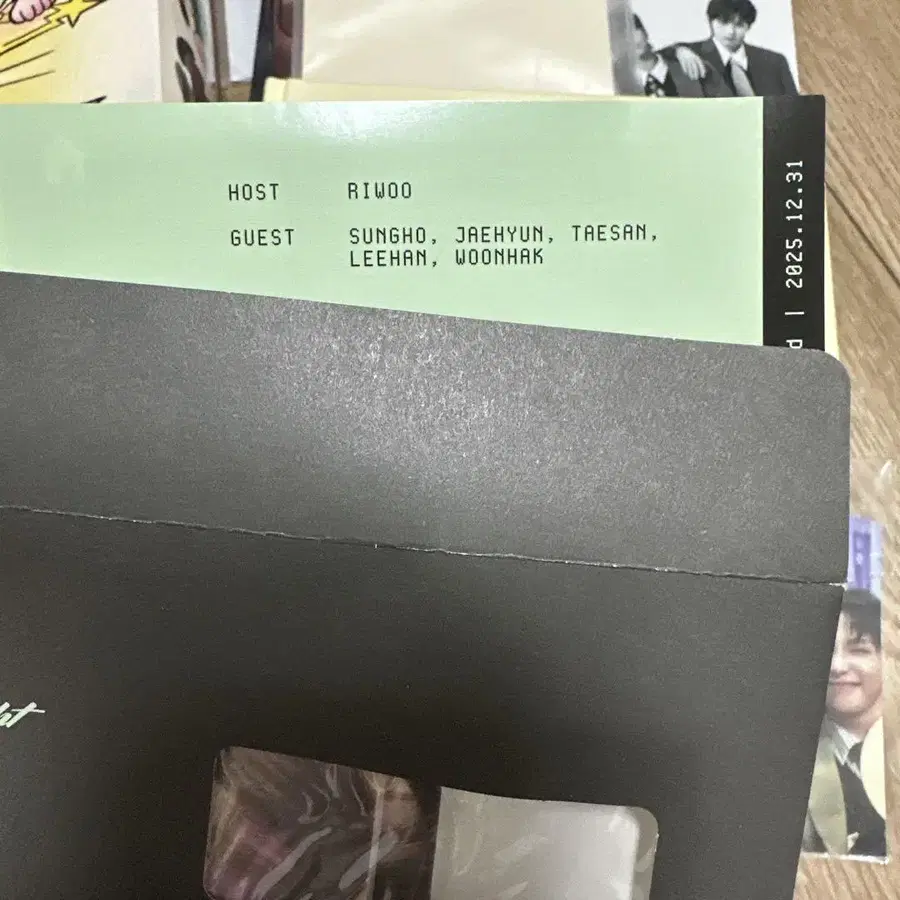 HOST RIWOO
GUEST SUNGHO, JAEHYUN, TAESAN,
LEEHAN, WOONHAK
| 2025.12.31